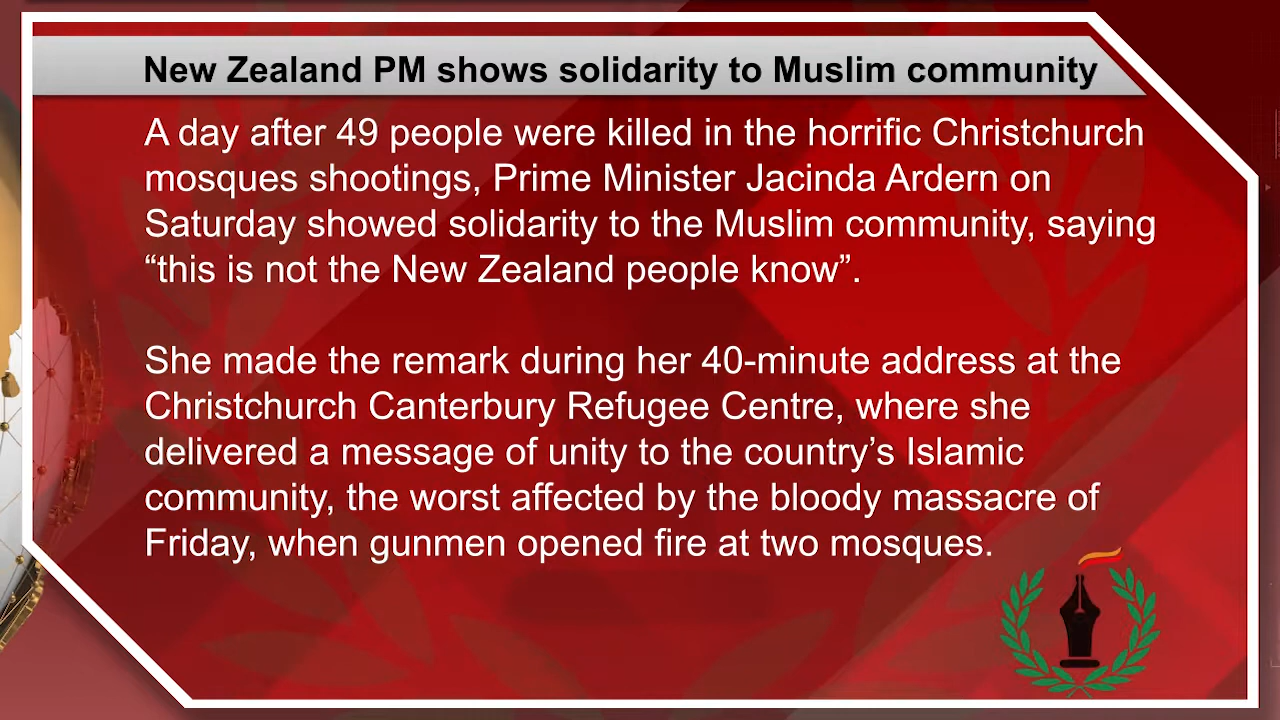 New Zealand PM shows solidarity to Muslim community
A day after 49 people were killed in the horrific Christchurch
mosques shootings, Prime Minister Jacinda Ardern on
Saturday showed solidarity to the Muslim community, saying
“this is not the New Zealand people know”.
She made the remark during her 40-minute address at the
Christchurch Canterbury Refugee Centre, where she
delivered a message of unity to the country’s Islamic
community, the worst affected by the bloody massacre of
Friday, when gunmen opened fire at two mosques.